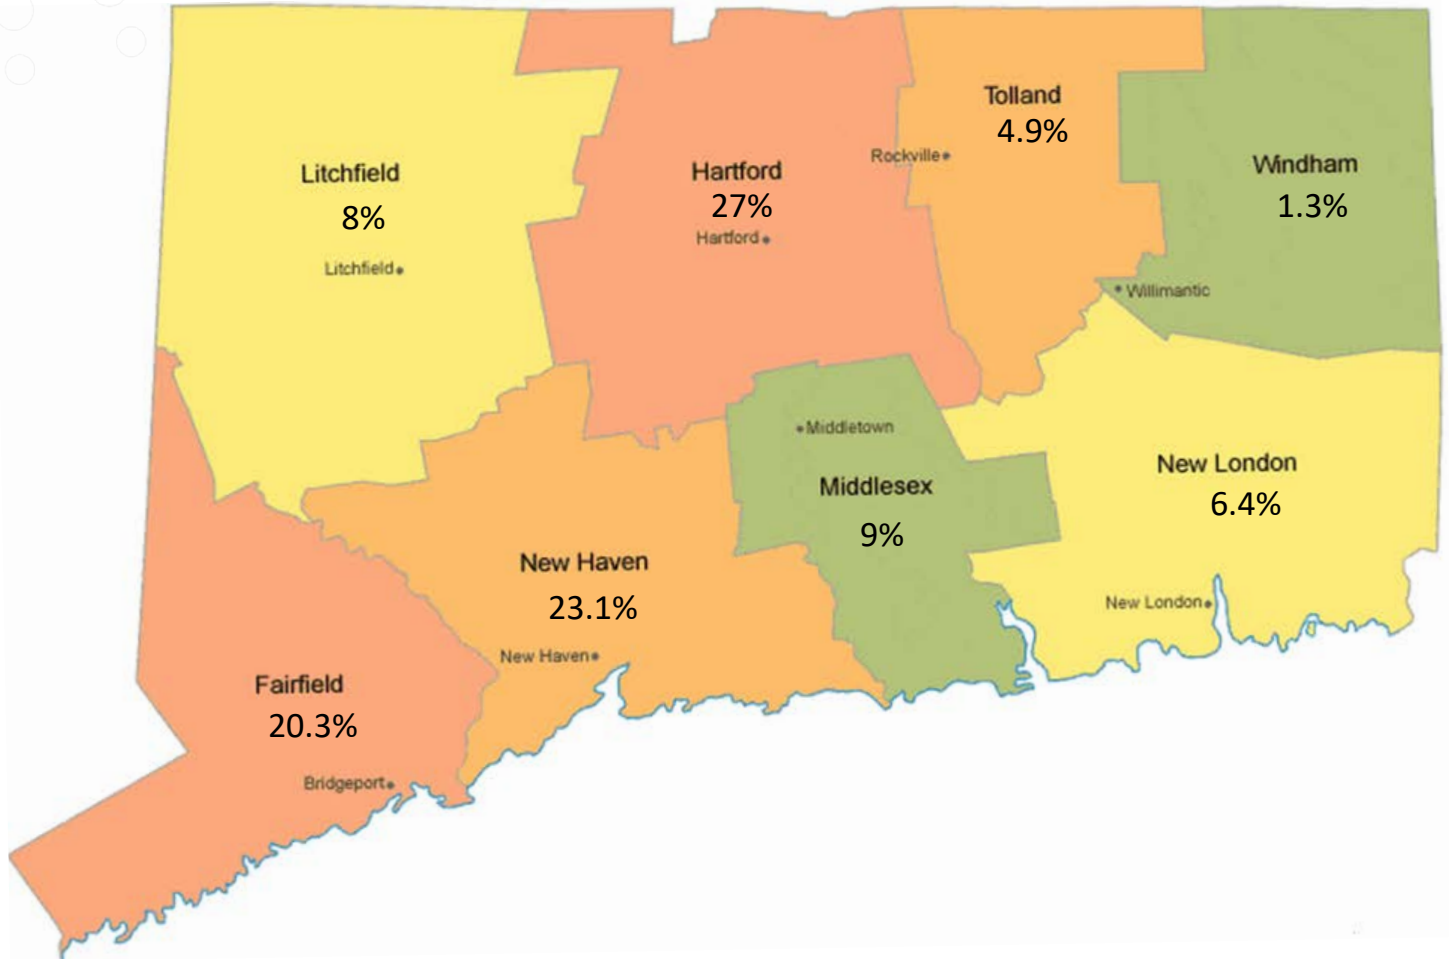 Tolland
4.9%
Rockville
Litchfield
8%
Litchfield
Hartford
27%
Hartford
Windham
1.3%
Willimantic
Middletown
Middlesex
9%
New London
6.4%
New London
New Haven
23.1%
New Haven
Fairfield
20.3%
Bridgeport